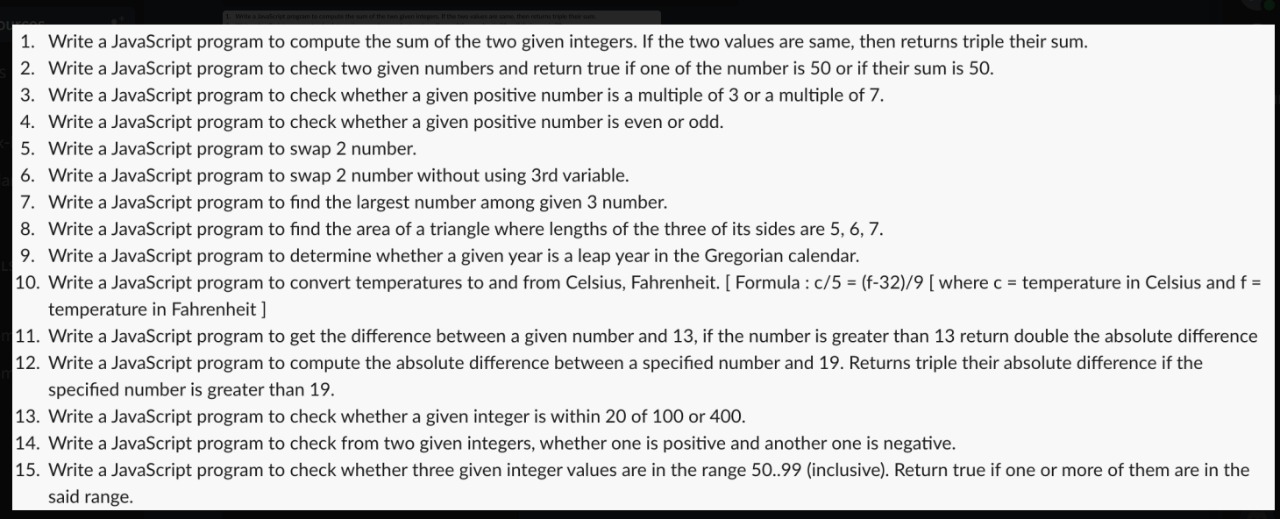 1. Write a JavaScript program to compute the sum of the two given integers. If the two values are same, then returns triple their sum.
2. Write a JavaScript program to check two given numbers and return true if one of the number is 50 or if their sum is 50.
3. Write a JavaScript program to check whether a given positive number is a multiple of 3 or a multiple of 7.
4. Write a JavaScript program to check whether a given positive number is even or odd.
5. Write a JavaScript program to swap 2 number.
6. Write a JavaScript program to swap 2 number without using 3rd variable.
7. Write a JavaScript program to find the largest number among given 3 number.
8. Write a JavaScript program to find the area of a triangle where lengths of the three of its sides are 5, 6, 7.
9. Write a JavaScript program to determine whether a given year is a leap year in the Gregorian calendar.
10. Write a JavaScript program to convert temperatures to and from Celsius, Fahrenheit. [ Formula : c/5 = (f-32)/9 [ where c = temperature in Celsius and f =
temperature in Fahrenheit ]
11. Write a JavaScript program to get the difference between a given number and 13, if the number is greater than 13 return double the absolute difference
12. Write a JavaScript program to compute the absolute difference between a specified number and 19. Returns triple their absolute difference if the
specified number is greater than 19.
13. Write a JavaScript program to check whether a given integer is within 20 of 100 or 400.
14. Write a JavaScript program to check from two given integers, whether one is positive and another one is negative.
15. Write a JavaScript program to check whether three given integer values are in the range 50..99 (inclusive). Return true if one or more of them are in the
said range.